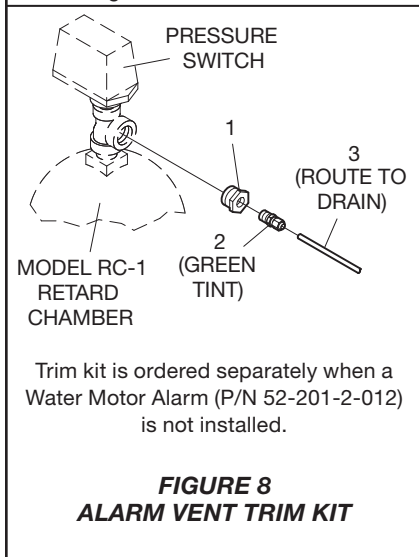 PRESSURE
SWITCH
1
3
(ROUTE TO
DRAIN)
2
(GREEN
TINT)
MODEL RC-1
RETARD
CHAMBER
Trim kit is ordered separately when a
Water Motor Alarm (P/N 52-201-2-012)
is not installed.
FIGURE 8
ALARM VENT TRIM KIT